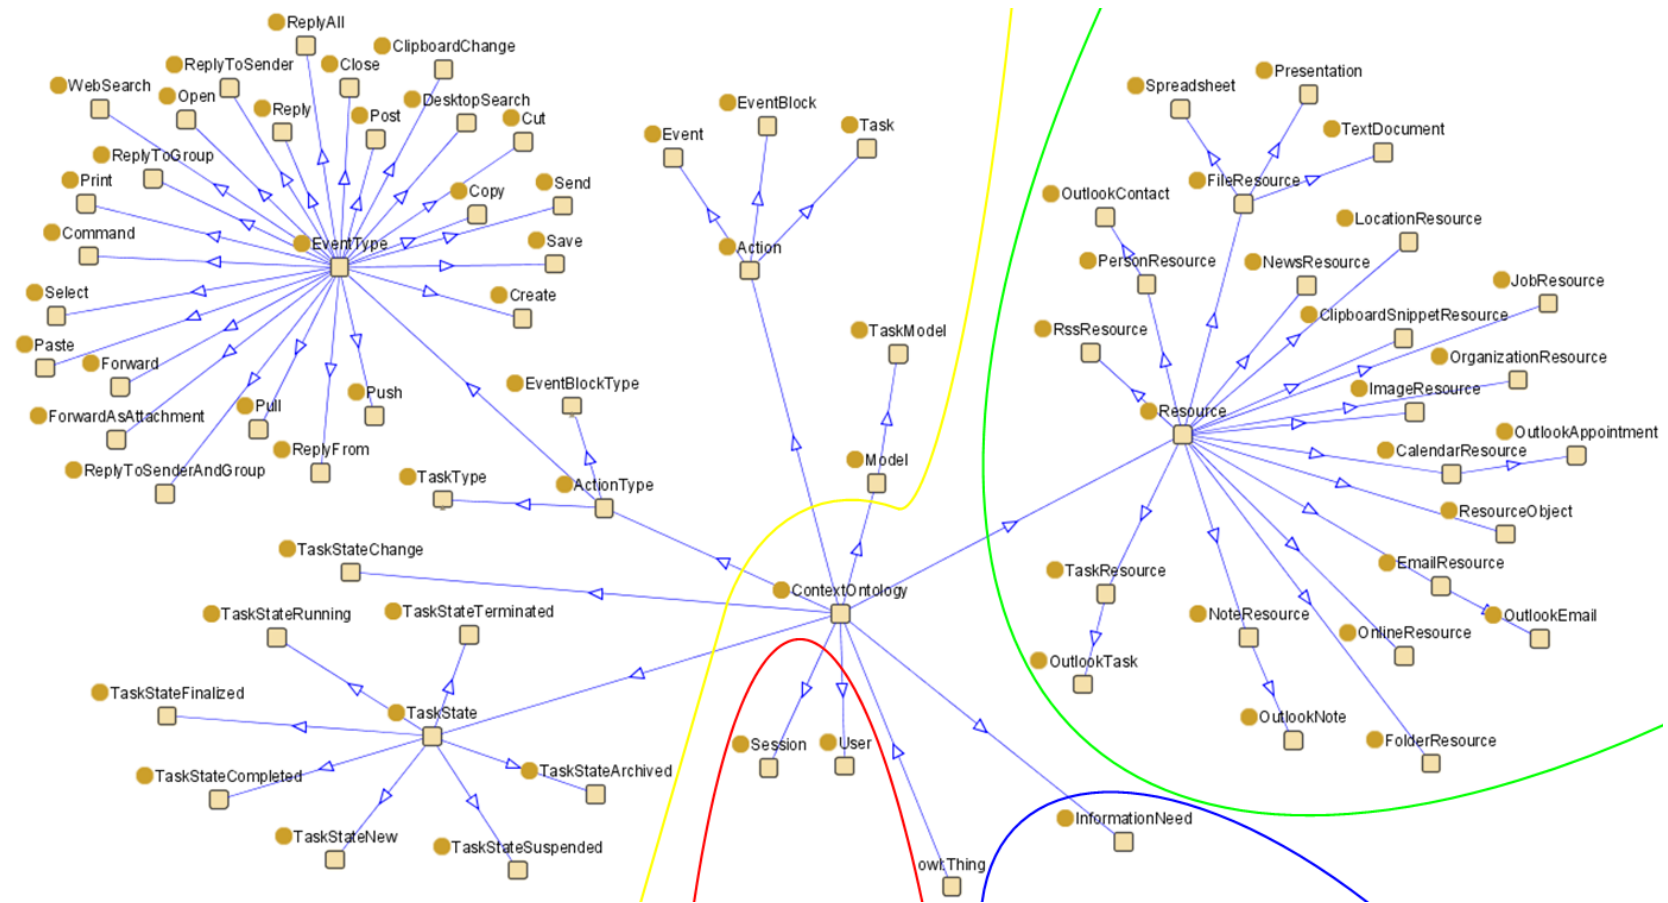 ReplyAll
ClipboardChange
ReplyToSender
Close
WebSearch
Open
Reply
Post
DesktopSearch
Cut
ReplyToGroup
Print
Copy
Send
Command
EventType
Save
Select
Create
Paste
Forward
ForwardAsAttachment
Pull
Push
ReplyFrom
ReplyToSenderAndGroup
EventBlock
Event
Task
Action
TaskModel
EventBlockType
Model
TaskType
ActionType
TaskStateChange
ContextOntology
TaskStateRunning
TaskStateTerminated
TaskStateFinalized
TaskState
TaskStateCompleted
TaskStateArchived
TaskStateNew
TaskStateSuspended
Session
User
owl:Thing
InformationNeed
Presentation
Spreadsheet
TextDocument
FileResource
OutlookContact
LocationResource
PersonResource
NewsResource
JobResource
ClipboardSnippetResource
RssResource
OrganizationResource
ImageResource
Resource
OutlookAppointment
CalendarResource
ResourceObject
EmailResource
TaskResource
NoteResource
OutlookEmail
OnlineResource
OutlookTask
OutlookNote
FolderResource